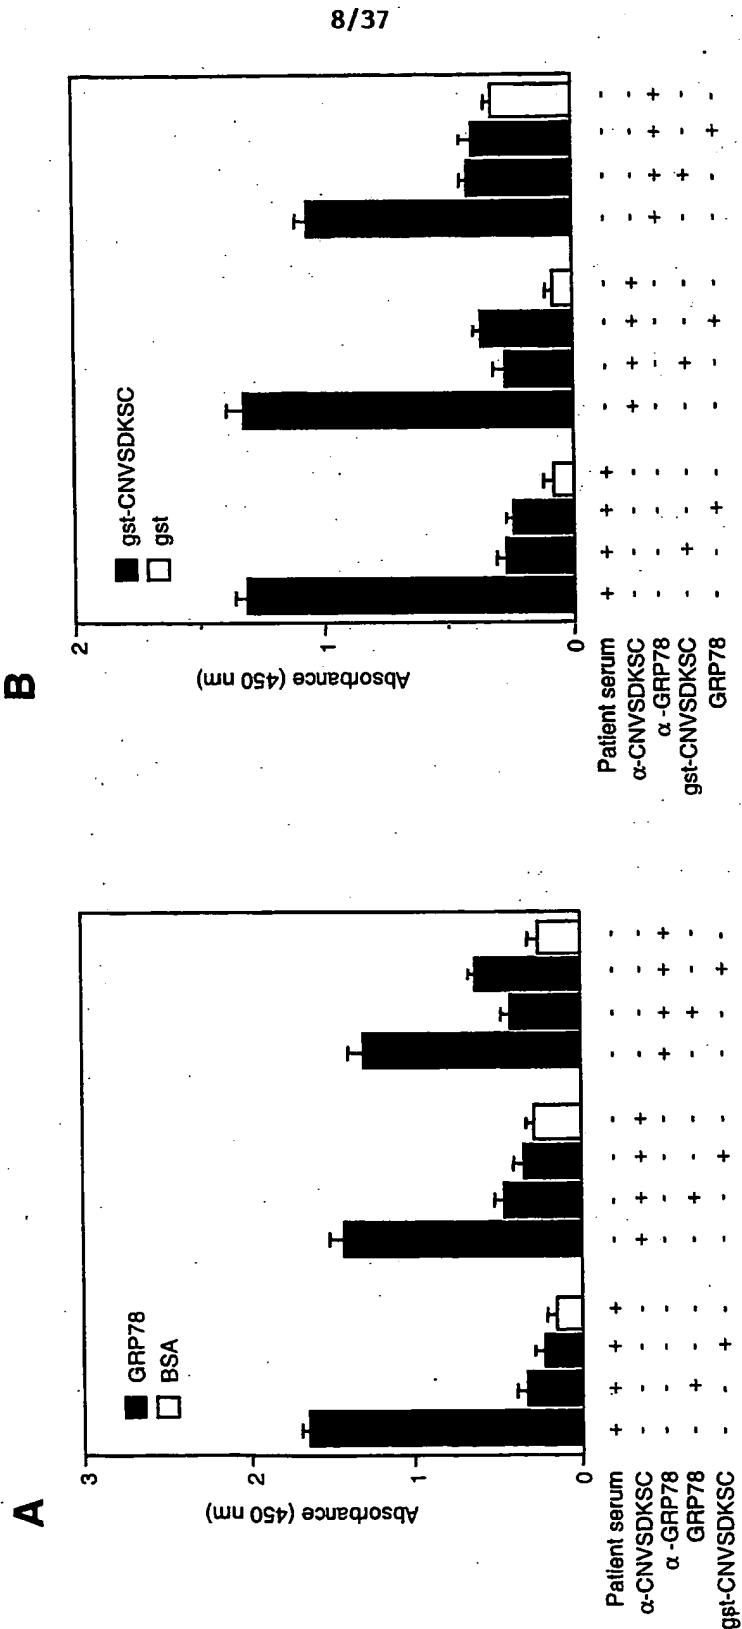 8/37
A
3
2
1
0
Absorbance (450 nm)
GRP78
BSA
Patient serum + + + + - - - - - - - -
α-CNVSDKSC - - - - + + + + - - - -
α-GRP78 - - - - - - - - + + + +
GRP78 - + - - - + - - - + - -
gst-CNVSDKSC - - + - - - + - - - + -
B
2
1
0
Absorbance (450 nm)
gst-CNVSDKSC
gst
Patient serum + + + + - - - - - - - -
α-CNVSDKSC - - - - + + + + - - - -
α-GRP78 - - - - - - - - + + + +
gst-CNVSDKSC - + - - - + - - - + - -
GRP78 - - + - - - + - - - + -